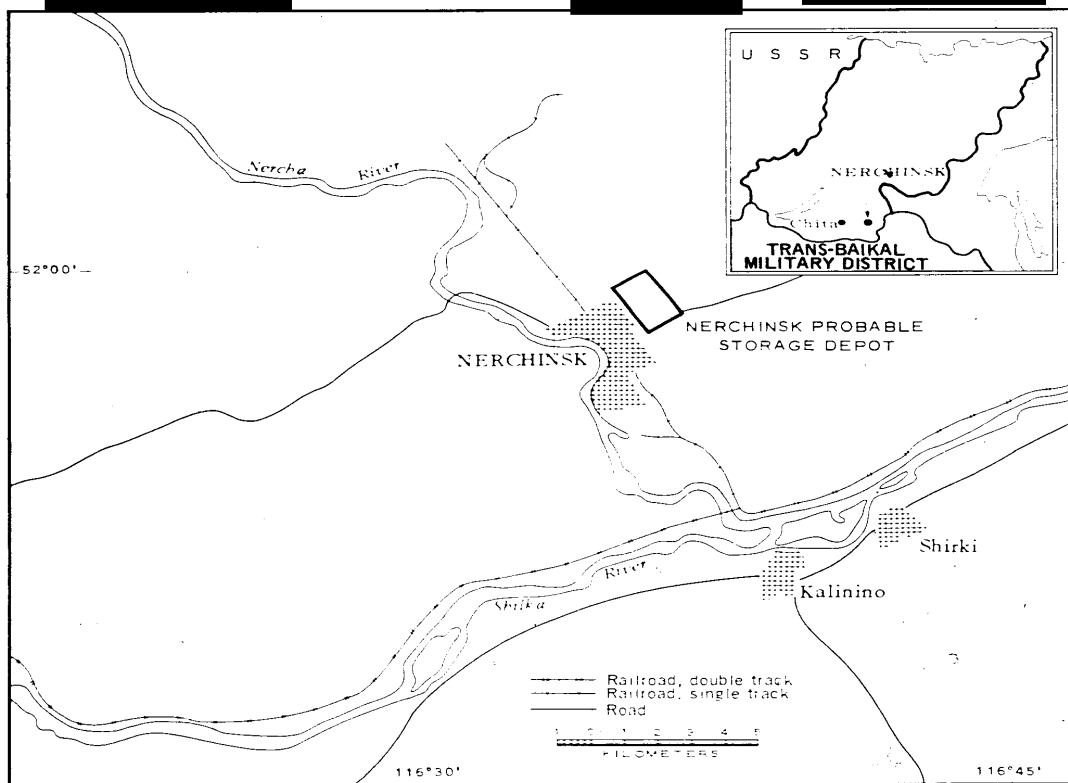 U S S R
NERCHINSK
Chita
TRANS-BAIKAL
MILITARY DISTRICT
Nercha River
52°00'
NERCHINSK PROBABLE
STORAGE DEPOT
NERCHINSK
Shirki
Kalinino
Shilka River
Railroad, double track
Railroad, single track
Road
KILOMETERS
116°30'
116°45'